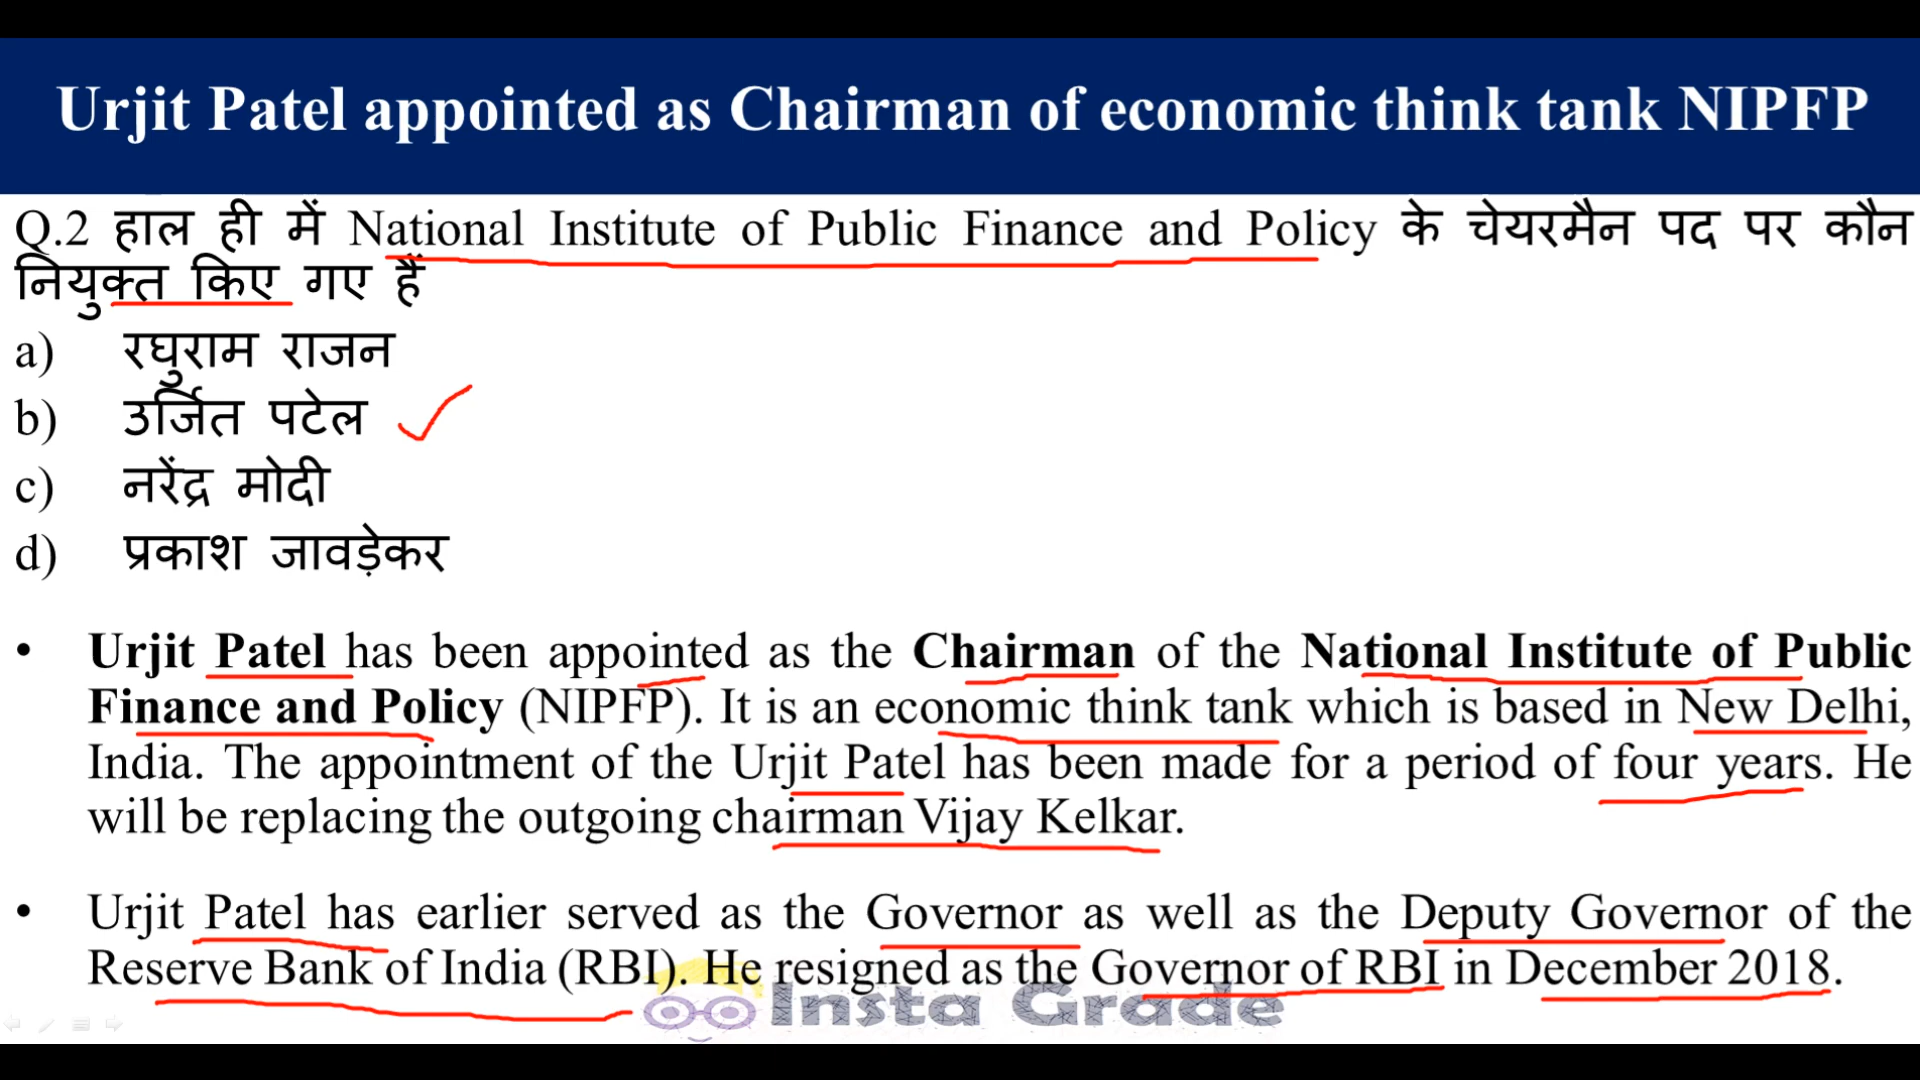 Urjit Patel appointed as Chairman of economic think tank NIPFP
Q.2 हाल ही में National Institute of Public Finance and Policy के चेयरमैन पद पर कौन
नियुक्त किए गए हैं
a) रघुराम राजन
b) उर्जित पटेल
c) नरेंद्र मोदी
d) प्रकाश जावड़ेकर
• Urjit Patel has been appointed as the Chairman of the National Institute of Public
Finance and Policy (NIPFP). It is an economic think tank which is based in New Delhi,
India. The appointment of the Urjit Patel has been made for a period of four years. He
will be replacing the outgoing chairman Vijay Kelkar.
• Urjit Patel has earlier served as the Governor as well as the Deputy Governor of the
Reserve Bank of India (RBI). He resigned as the Governor of RBI in December 2018.
Insta Grade